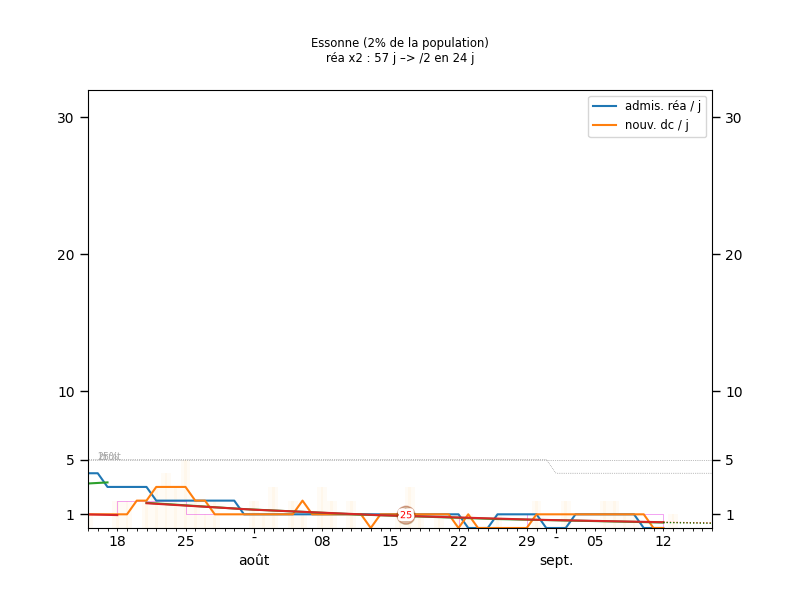 Essonne (2% de la population)
réa x2 : 57 j –> /2 en 24 j
admis. réa / j
nouv. dc / j
30 30
20 20
10 10
5 5
1 1
25
18 25 - 08 15 22 29 - 05 12
août sept.